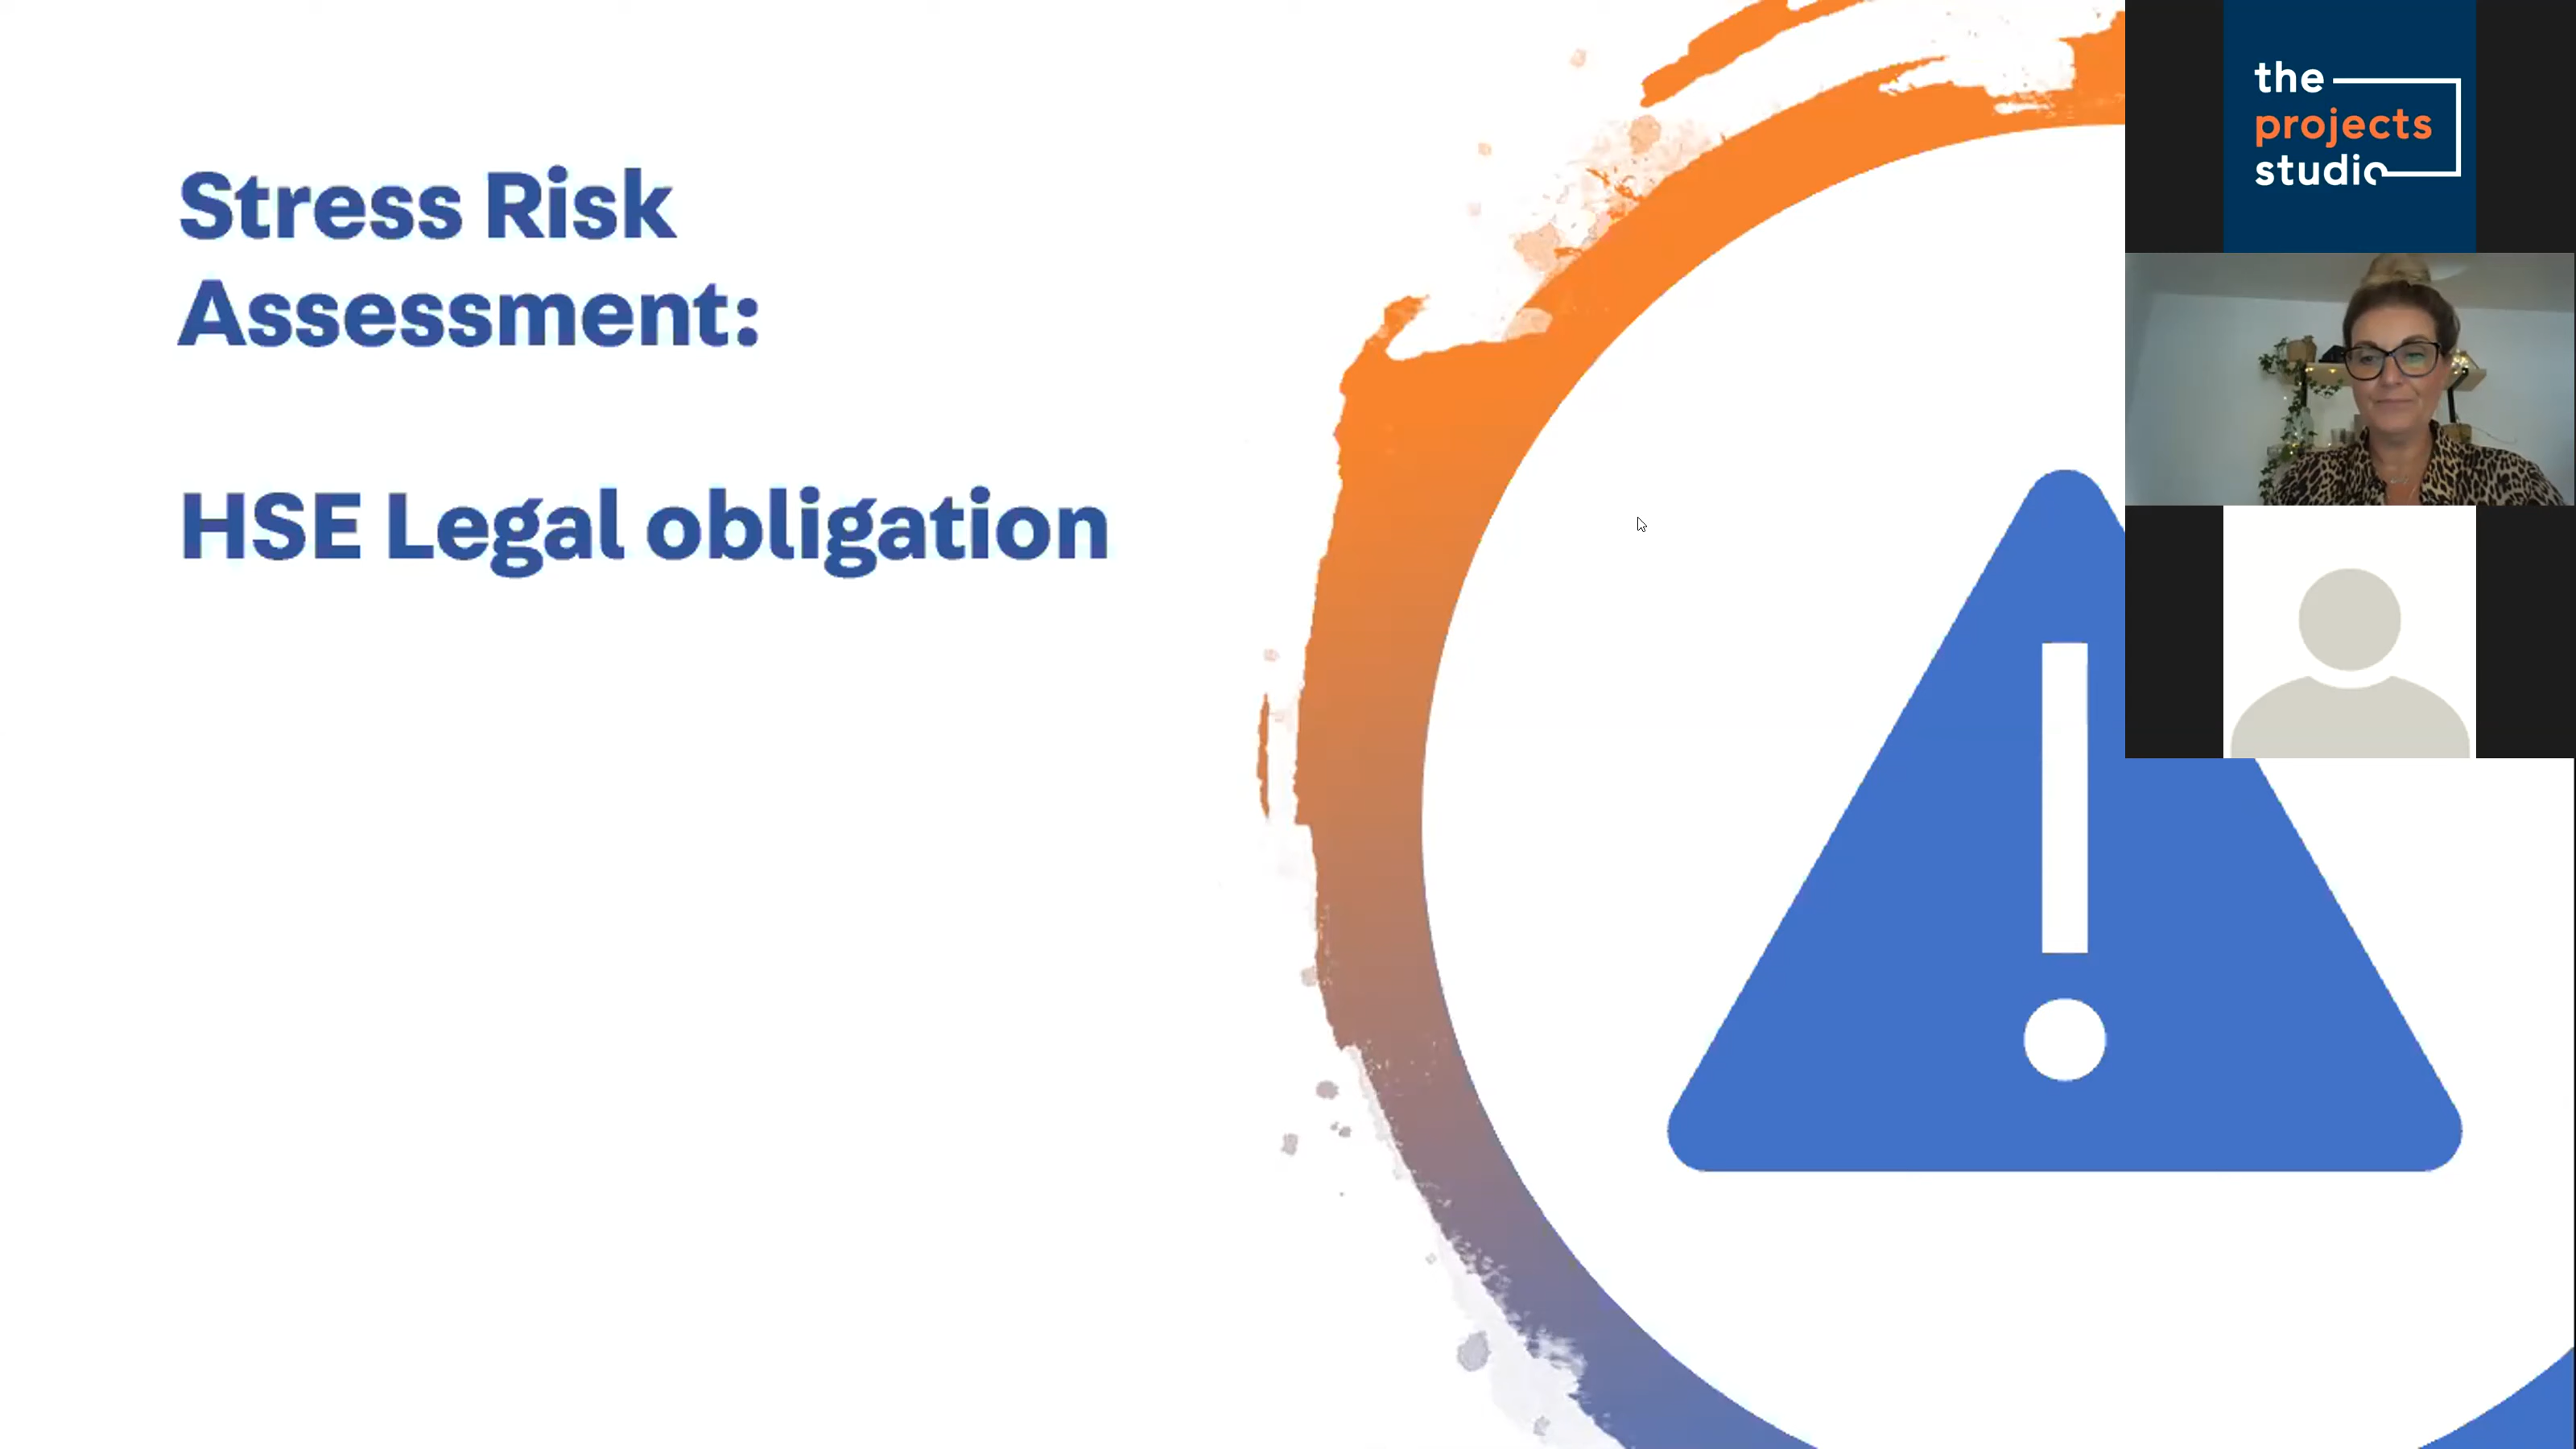 Stress Risk
Assessment:
HSE Legal obligation
the
projects
studio